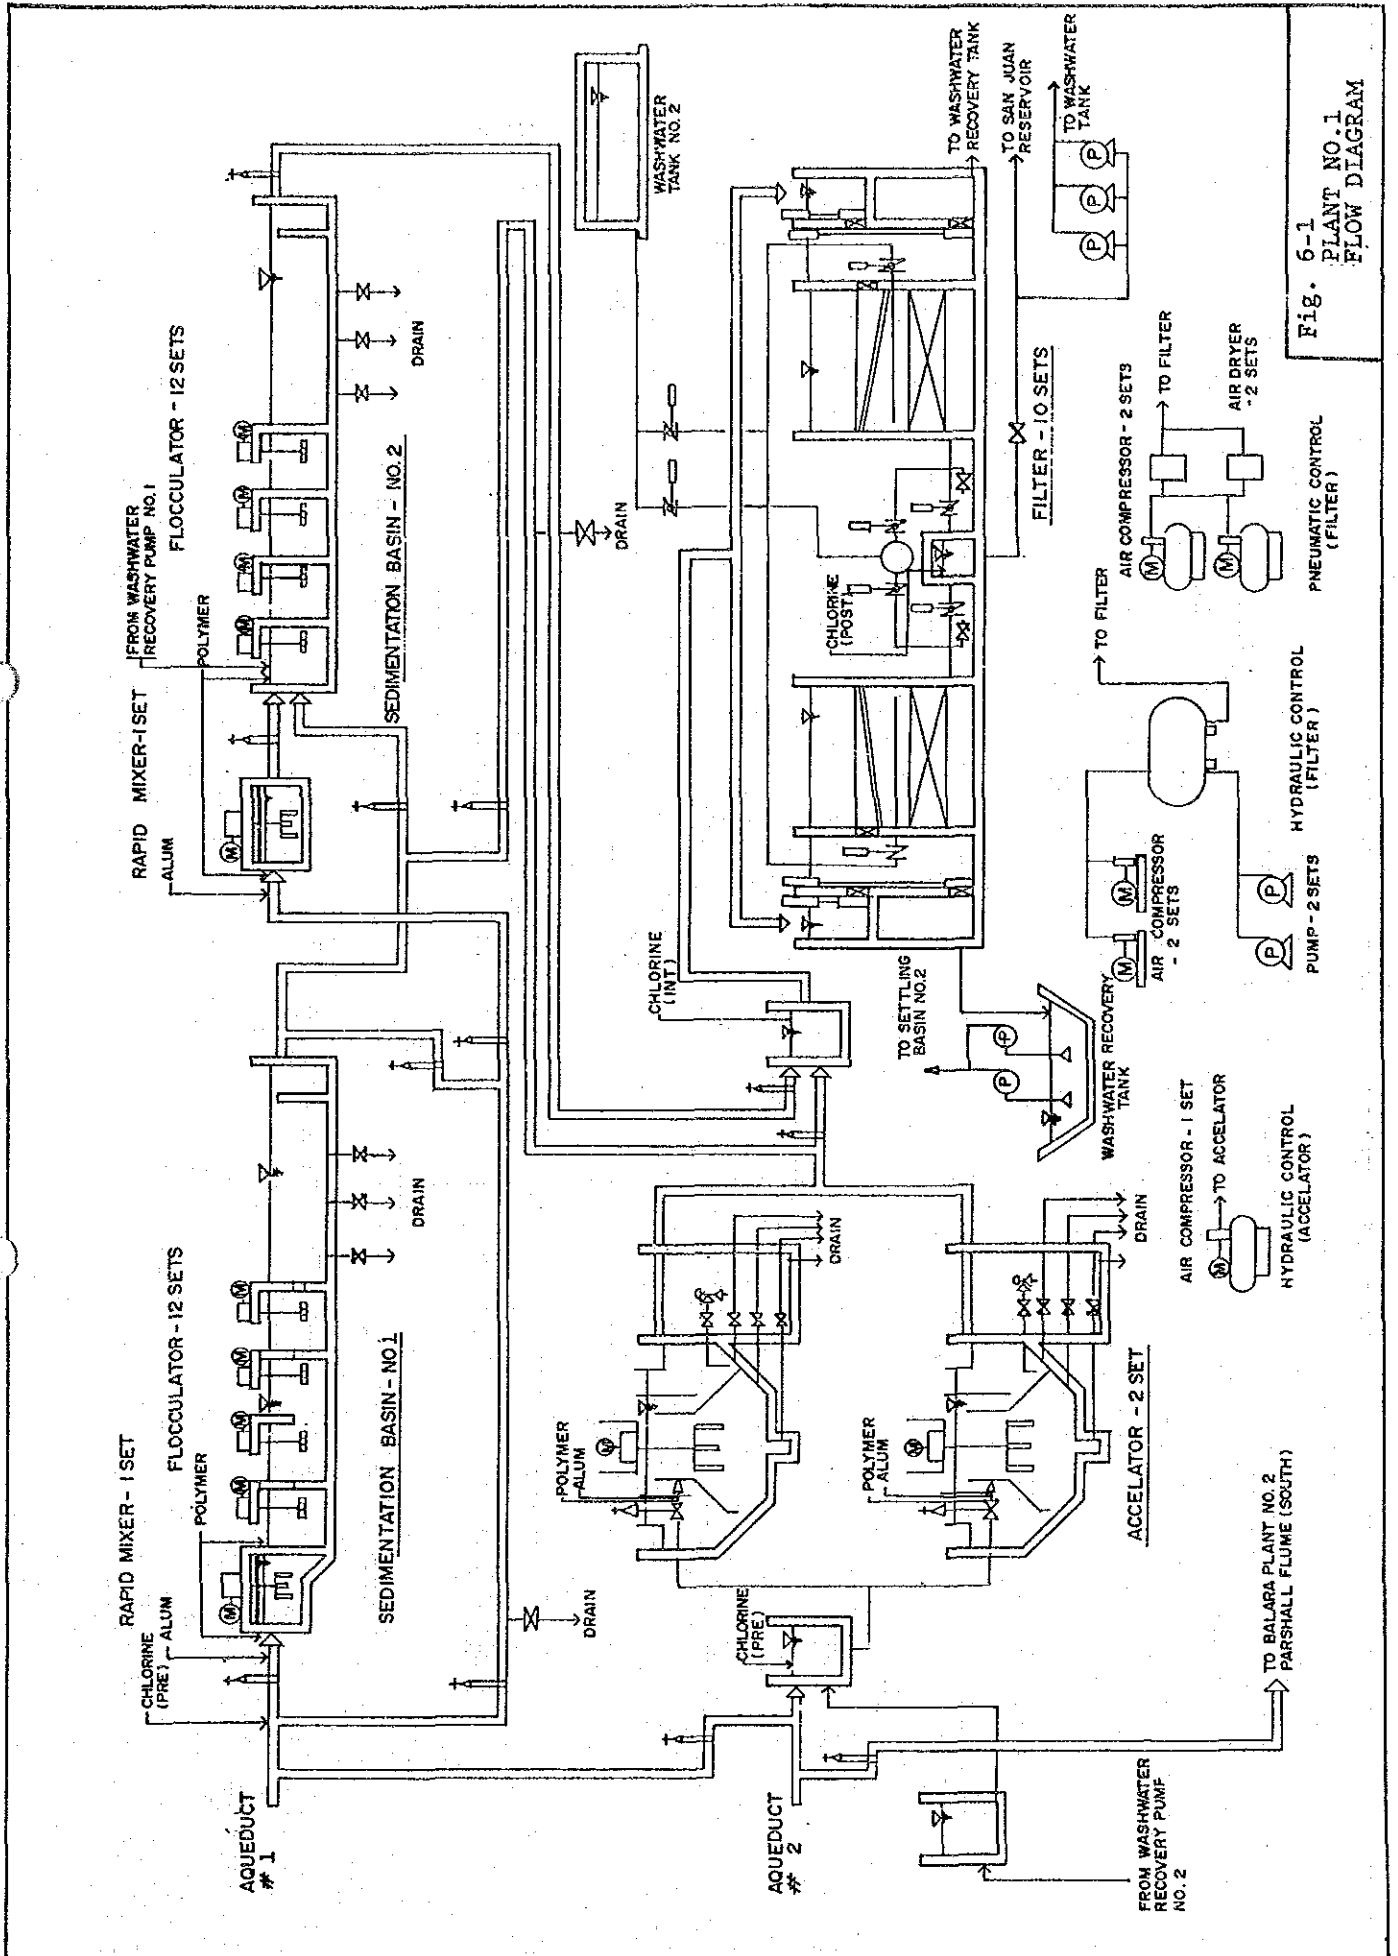 RAPID MIXER - 1 SET
CHLORINE
(PRE)
ALUM
FLOCCULATOR - 12 SETS
POLYMER
M
M
M
M
M
DRAIN
SEDIMENTATION BASIN - NO.1
AQUEDUCT
# 1
DRAIN
RAPID MIXER-1 SET
ALUM
POLYMER
FROM WASHWATER
RECOVERY PUMP NO.1
FLOCCULATOR - 12 SETS
M
M
M
M
M
DRAIN
SEDIMENTATION BASIN - NO.2
DRAIN
WASHWATER
TANK NO.2
AQUEDUCT
# 2
CHLORINE
(PRE)
POLYMER
ALUM
M
DRAIN
POLYMER
ALUM
M
DRAIN
ACCELATOR - 2 SET
CHLORINE
(INT)
CHLORINE
(POST)
FILTER - 10 SETS
TO WASHWATER
RECOVERY TANK
TO SAN JUAN
RESERVOIR
TO WASHWATER
TANK
P
P
P
TO SETTLING
BASIN NO.2
P
P
WASHWATER RECOVERY
TANK
FROM WASHWATER
RECOVERY PUMP
NO. 2
TO BALARA PLANT NO. 2
PARSHALL FLUME (SOUTH)
AIR COMPRESSOR - 1 SET
M
TO ACCELATOR
HYDRAULIC CONTROL
(ACCELATOR)
M
M
AIR COMPRESSOR
- 2 SETS
P
P
PUMP - 2 SETS
TO FILTER
HYDRAULIC CONTROL
(FILTER)
AIR COMPRESSOR - 2 SETS
M
M
TO FILTER
AIR DRYER
- 2 SETS
PNEUMATIC CONTROL
(FILTER)
Fig. 6-1
PLANT NO.1
FLOW DIAGRAM